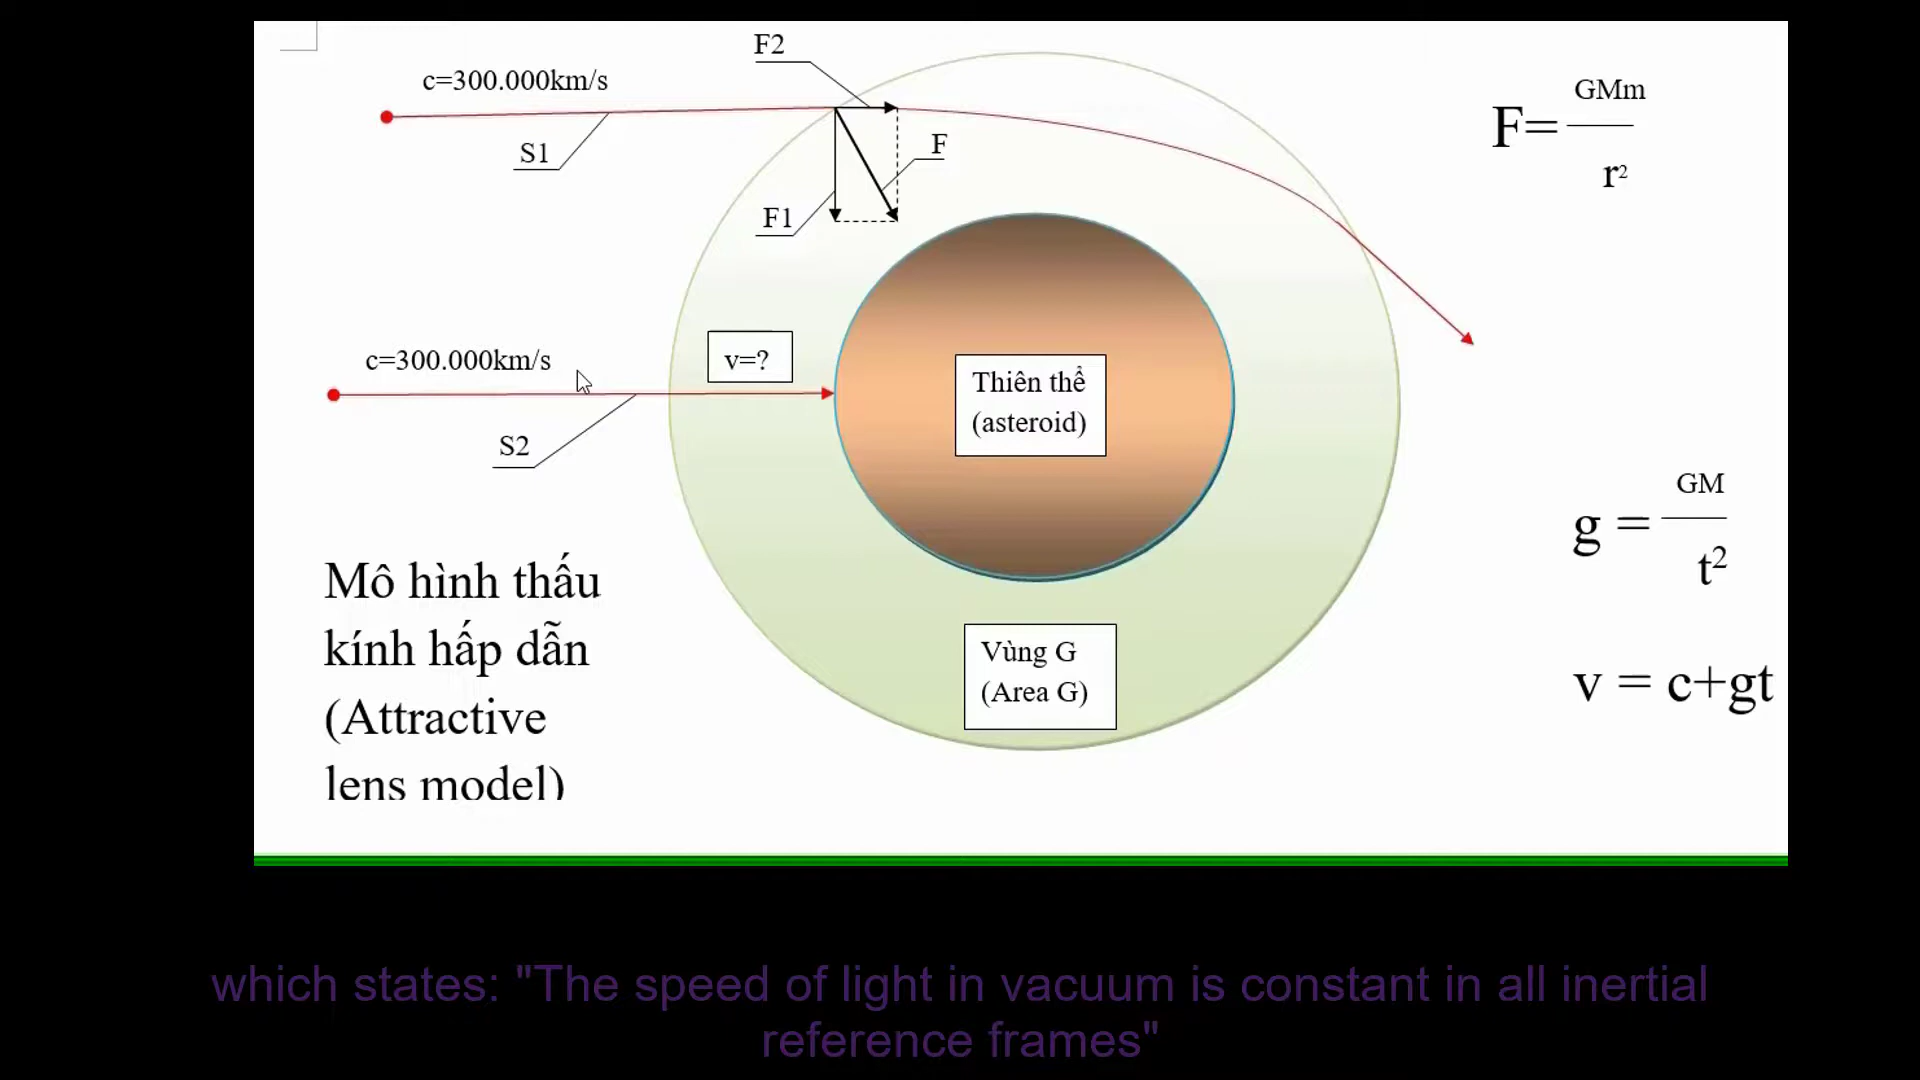 F2
c=300.000km/s
GMm
F=
r²
S1
F
F1
c=300.000km/s
v=?
Thiên thể
(asteroid)
S2
GM
g =
t²
Mô hình thấu
kính hấp dẫn
(Attractive
lens model)
Vùng G
(Area G)
v = c+gt
which states: "The speed of light in vacuum is constant in all inertial
reference frames"